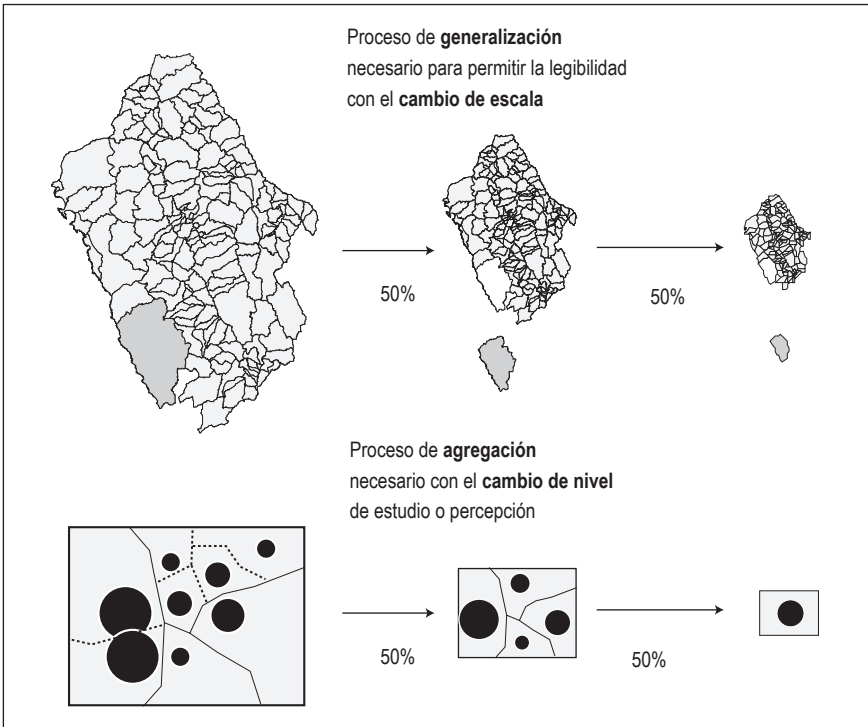 Proceso de generalización
necesario para permitir la legibilidad
con el cambio de escala
50%
50%
Proceso de agregación
necesario con el cambio de nivel
de estudio o percepción
50%
50%